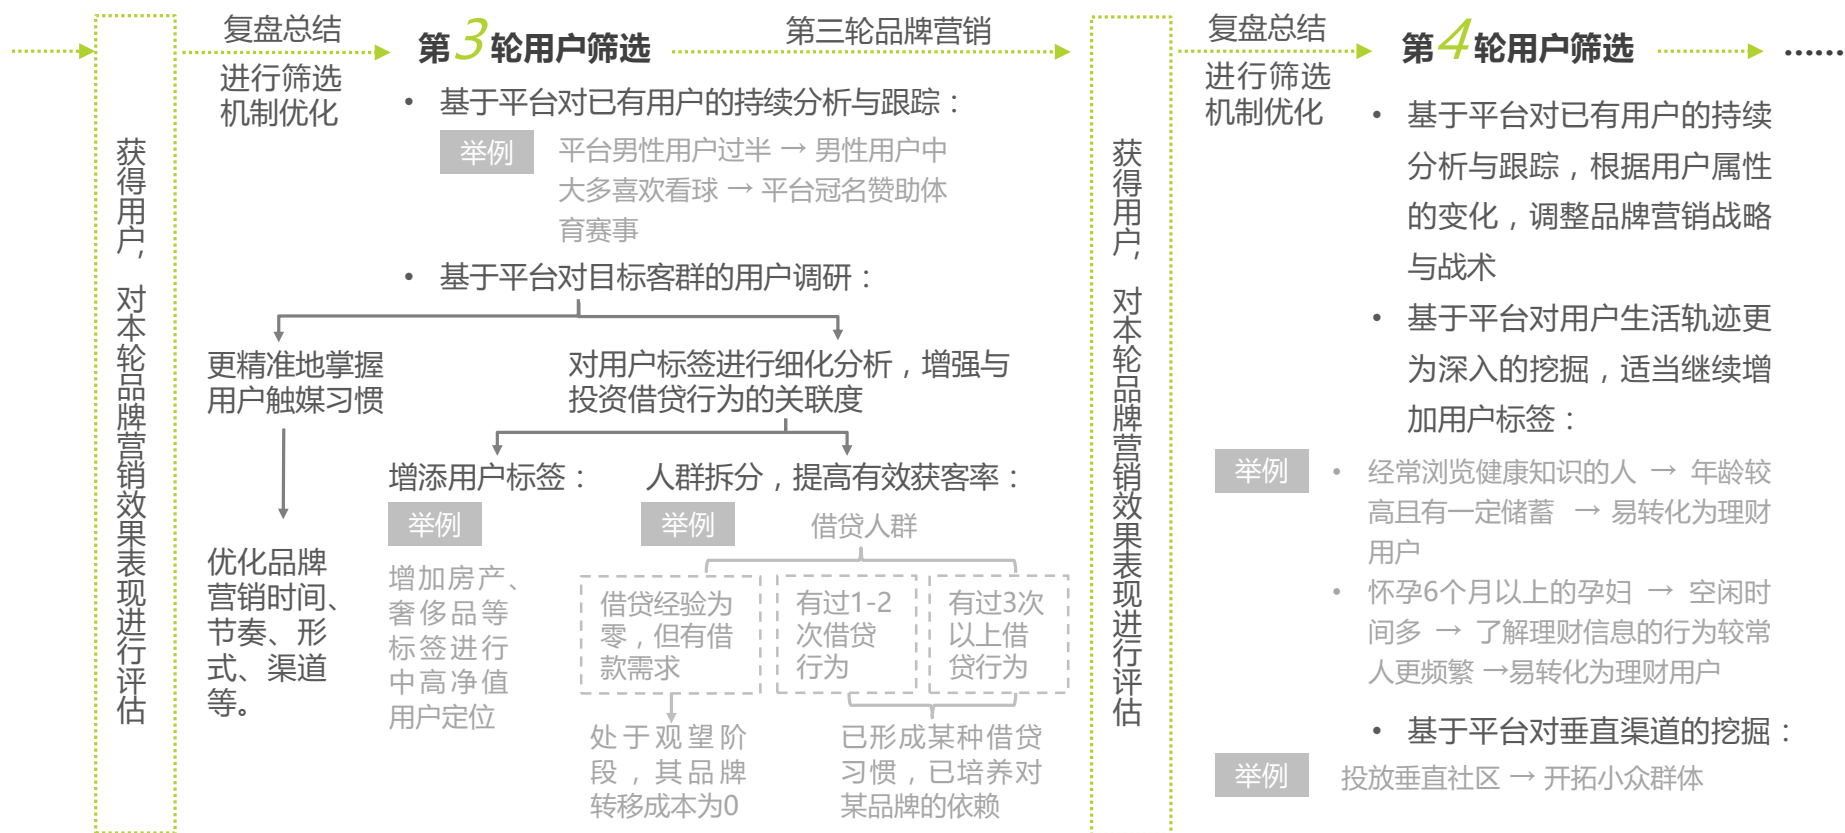 获得用户，对本轮品牌营销效果表现进行评估
复盘总结
进行筛选
机制优化
第3轮用户筛选
第三轮品牌营销
• 基于平台对已有用户的持续分析与跟踪：
举例
平台男性用户过半 → 男性用户中
大多喜欢看球 → 平台冠名赞助体
育赛事
• 基于平台对目标客群的用户调研：
更精准地掌握
用户触媒习惯
优化品牌
营销时间、
节奏、形
式、渠道
等。
对用户标签进行细化分析，增强与
投资借贷行为的关联度
增添用户标签：
举例
增加房产、
奢侈品等
标签进行
中高净值
用户定位
人群拆分，提高有效获客率：
举例
借贷人群
借贷经验为
零，但有借
款需求
有过1-2
次借贷
行为
有过3次
以上借
贷行为
处于观望阶
段，其品牌
转移成本为0
已形成某种借贷
习惯，已培养对
某品牌的依赖
获得用户，对本轮品牌营销效果表现进行评估
复盘总结
进行筛选
机制优化
第4轮用户筛选
……
• 基于平台对已有用户的持续
分析与跟踪，根据用户属性
的变化，调整品牌营销战略
与战术
• 基于平台对用户生活轨迹更
为深入的挖掘，适当继续增
加用户标签：
举例
• 经常浏览健康知识的人 → 年龄较
高且有一定储蓄 → 易转化为理财
用户
• 怀孕6个月以上的孕妇 → 空闲时
间多 → 了解理财信息的行为较常
人更频繁 →易转化为理财用户
• 基于平台对垂直渠道的挖掘：
举例
投放垂直社区 → 开拓小众群体